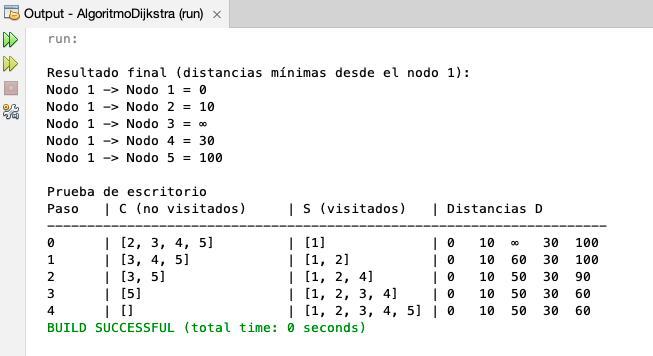 Output - AlgoritmoDijkstra (run) ×
run:
Resultado final (distancias mínimas desde el nodo 1):
Nodo 1 -> Nodo 1 = 0
Nodo 1 -> Nodo 2 = 10
Nodo 1 -> Nodo 3 = ∞
Nodo 1 -> Nodo 4 = 30
Nodo 1 -> Nodo 5 = 100
Prueba de escritorio
Paso   | C (no visitados)     | S (visitados)   | Distancias D
----------------------------------------------------------------------
0      | [2, 3, 4, 5]         | [1]             | 0   10  ∞   30  100
1      | [3, 4, 5]            | [1, 2]          | 0   10  60  30  100
2      | [3, 5]               | [1, 2, 4]       | 0   10  50  30  90
3      | [5]                  | [1, 2, 3, 4]    | 0   10  50  30  60
4      | []                   | [1, 2, 3, 4, 5] | 0   10  50  30  60
BUILD SUCCESSFUL (total time: 0 seconds)